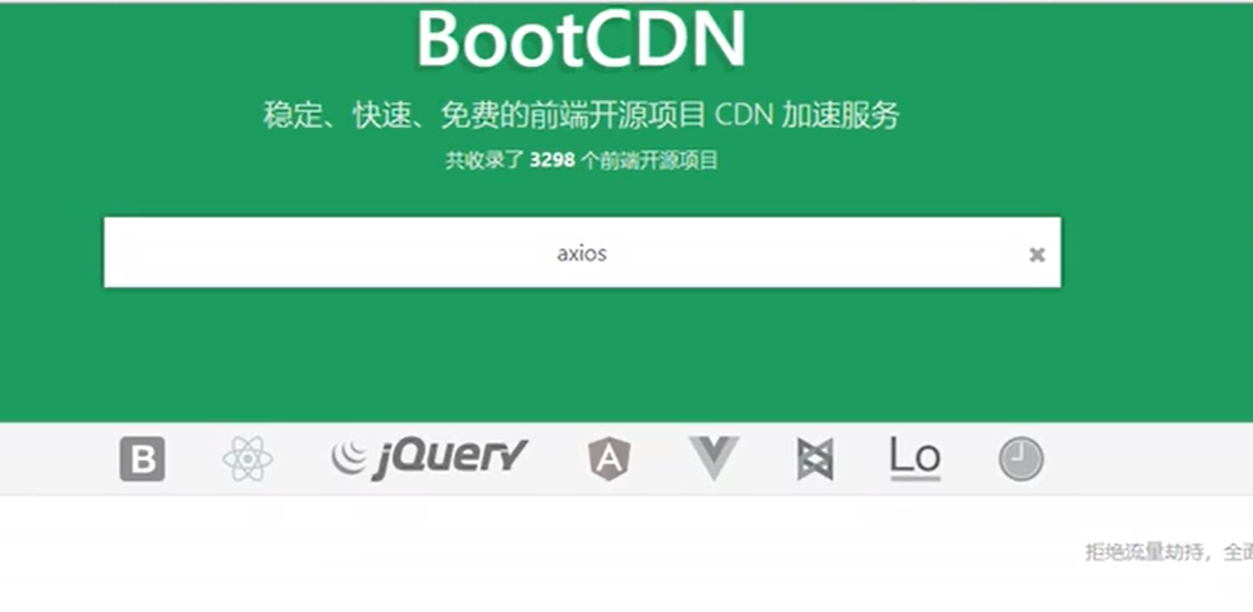 BootCDN
稳定、快速、免费的前端开源项目 CDN 加速服务
共收录了 3298 个前端开源项目
axios
B jQuery A Lo
拒绝流量劫持，全面